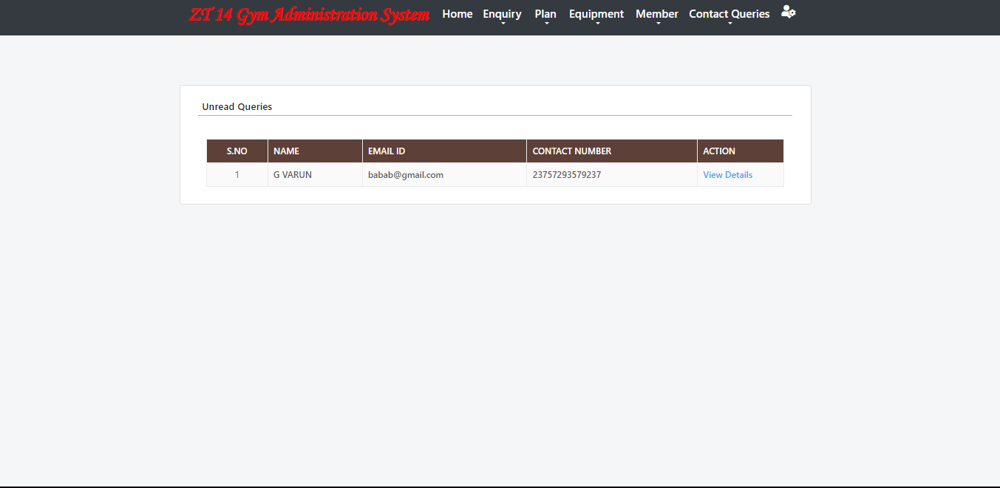 ZT 14 Gym Administration System Home Enquiry Plan Equipment Member Contact Queries
Unread Queries
S.NO NAME EMAIL ID CONTACT NUMBER ACTION
1 G VARUN babab@gmail.com 23757293579237 View Details